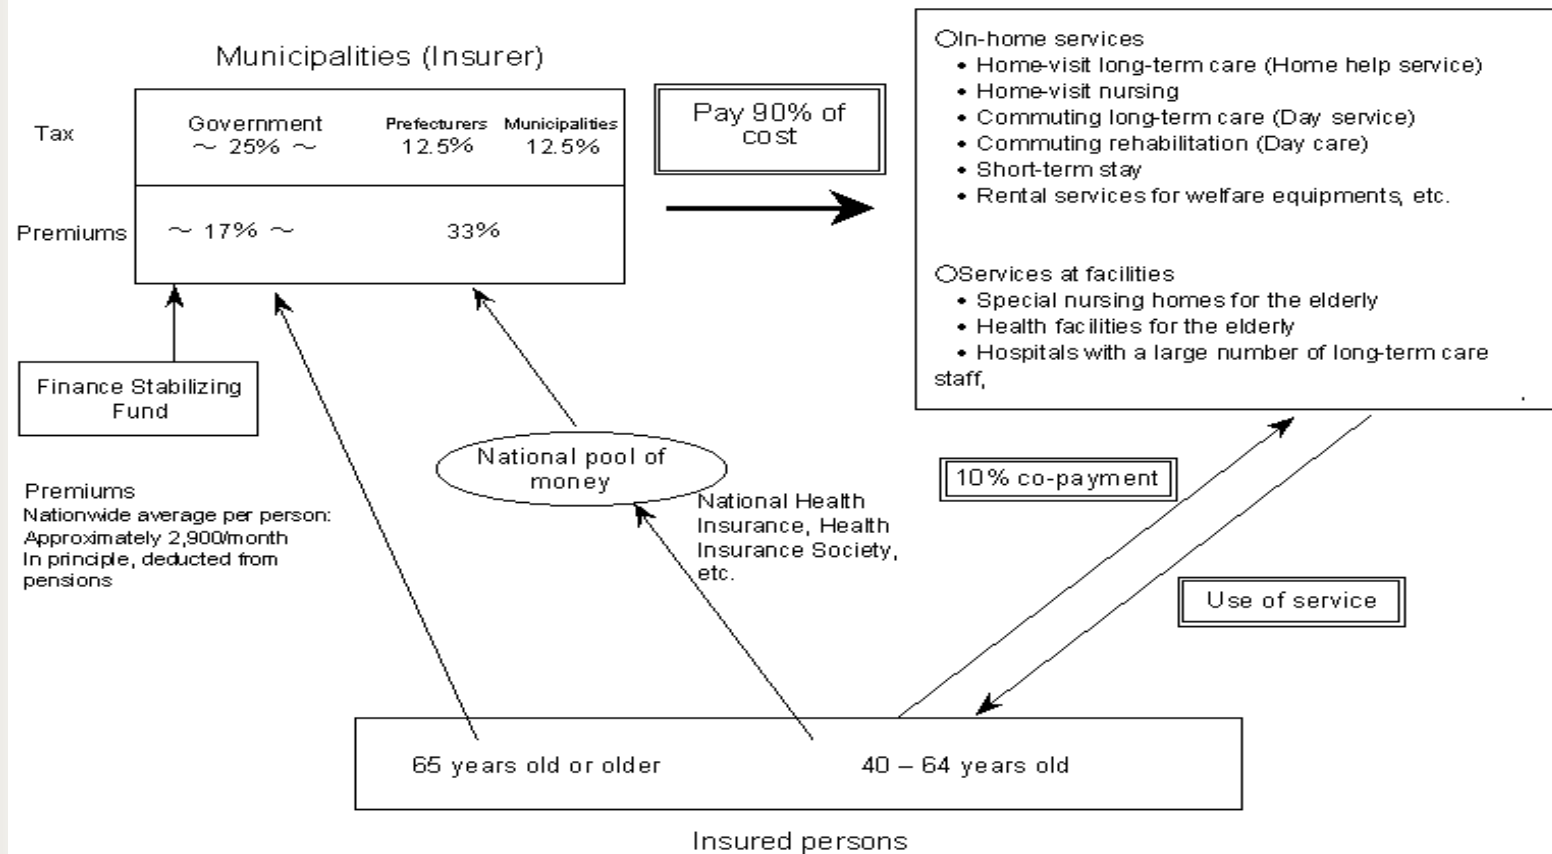 Municipalities (Insurer)
Tax
Government
～ 25% ～
Prefecturers
12.5%
Municipalities
12.5%
Premiums
～ 17% ～
33%
Pay 90% of
cost
○In-home services
• Home-visit long-term care (Home help service)
• Home-visit nursing
• Commuting long-term care (Day service)
• Commuting rehabilitation (Day care)
• Short-term stay
• Rental services for welfare equipments, etc.
○Services at facilities
• Special nursing homes for the elderly
• Health facilities for the elderly
• Hospitals with a large number of long-term care
staff,
.
Finance Stabilizing
Fund
National pool of
money
10% co-payment
Premiums
Nationwide average per person:
Approximately 2,900/month
In principle, deducted from
pensions
National Health
Insurance, Health
Insurance Society,
etc.
Use of service
65 years old or older
40 – 64 years old
Insured persons